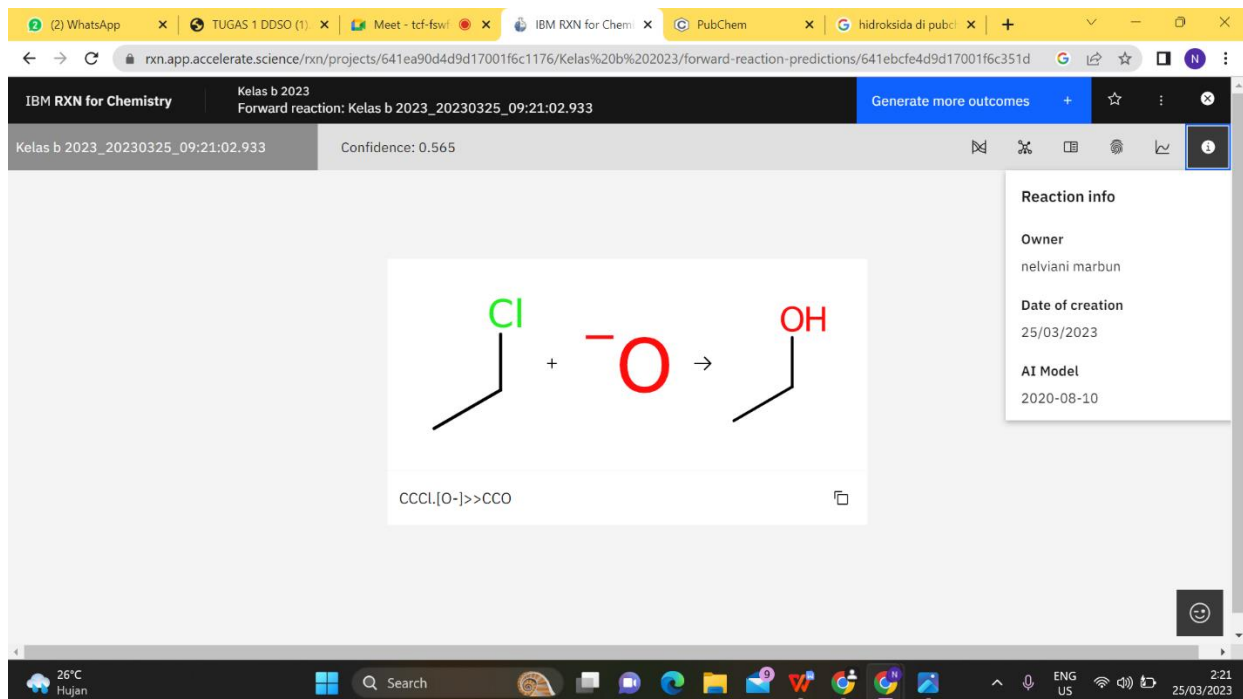 (2) WhatsApp
TUGAS 1 DDSO (1).
Meet - tcf-fswf
IBM RXN for Chemi
PubChem
hidroksida di pubc
rxn.app.accelerate.science/rxn/projects/641ea90d4d9d17001f6c1176/Kelas%20b%202023/forward-reaction-predictions/641ebcfe4d9d17001f6c351d
N
IBM RXN for Chemistry
Kelas b 2023
Forward reaction: Kelas b 2023_20230325_09:21:02.933
Generate more outcomes +
Kelas b 2023_20230325_09:21:02.933
Confidence: 0.565
Reaction info
Owner
nelviani marbun
Date of creation
25/03/2023
AI Model
2020-08-10
Cl
+
−O
→
OH
CCCl.[O-]>>CCO
26°C
Hujan
Search
9
ENG
US
2:21
25/03/2023